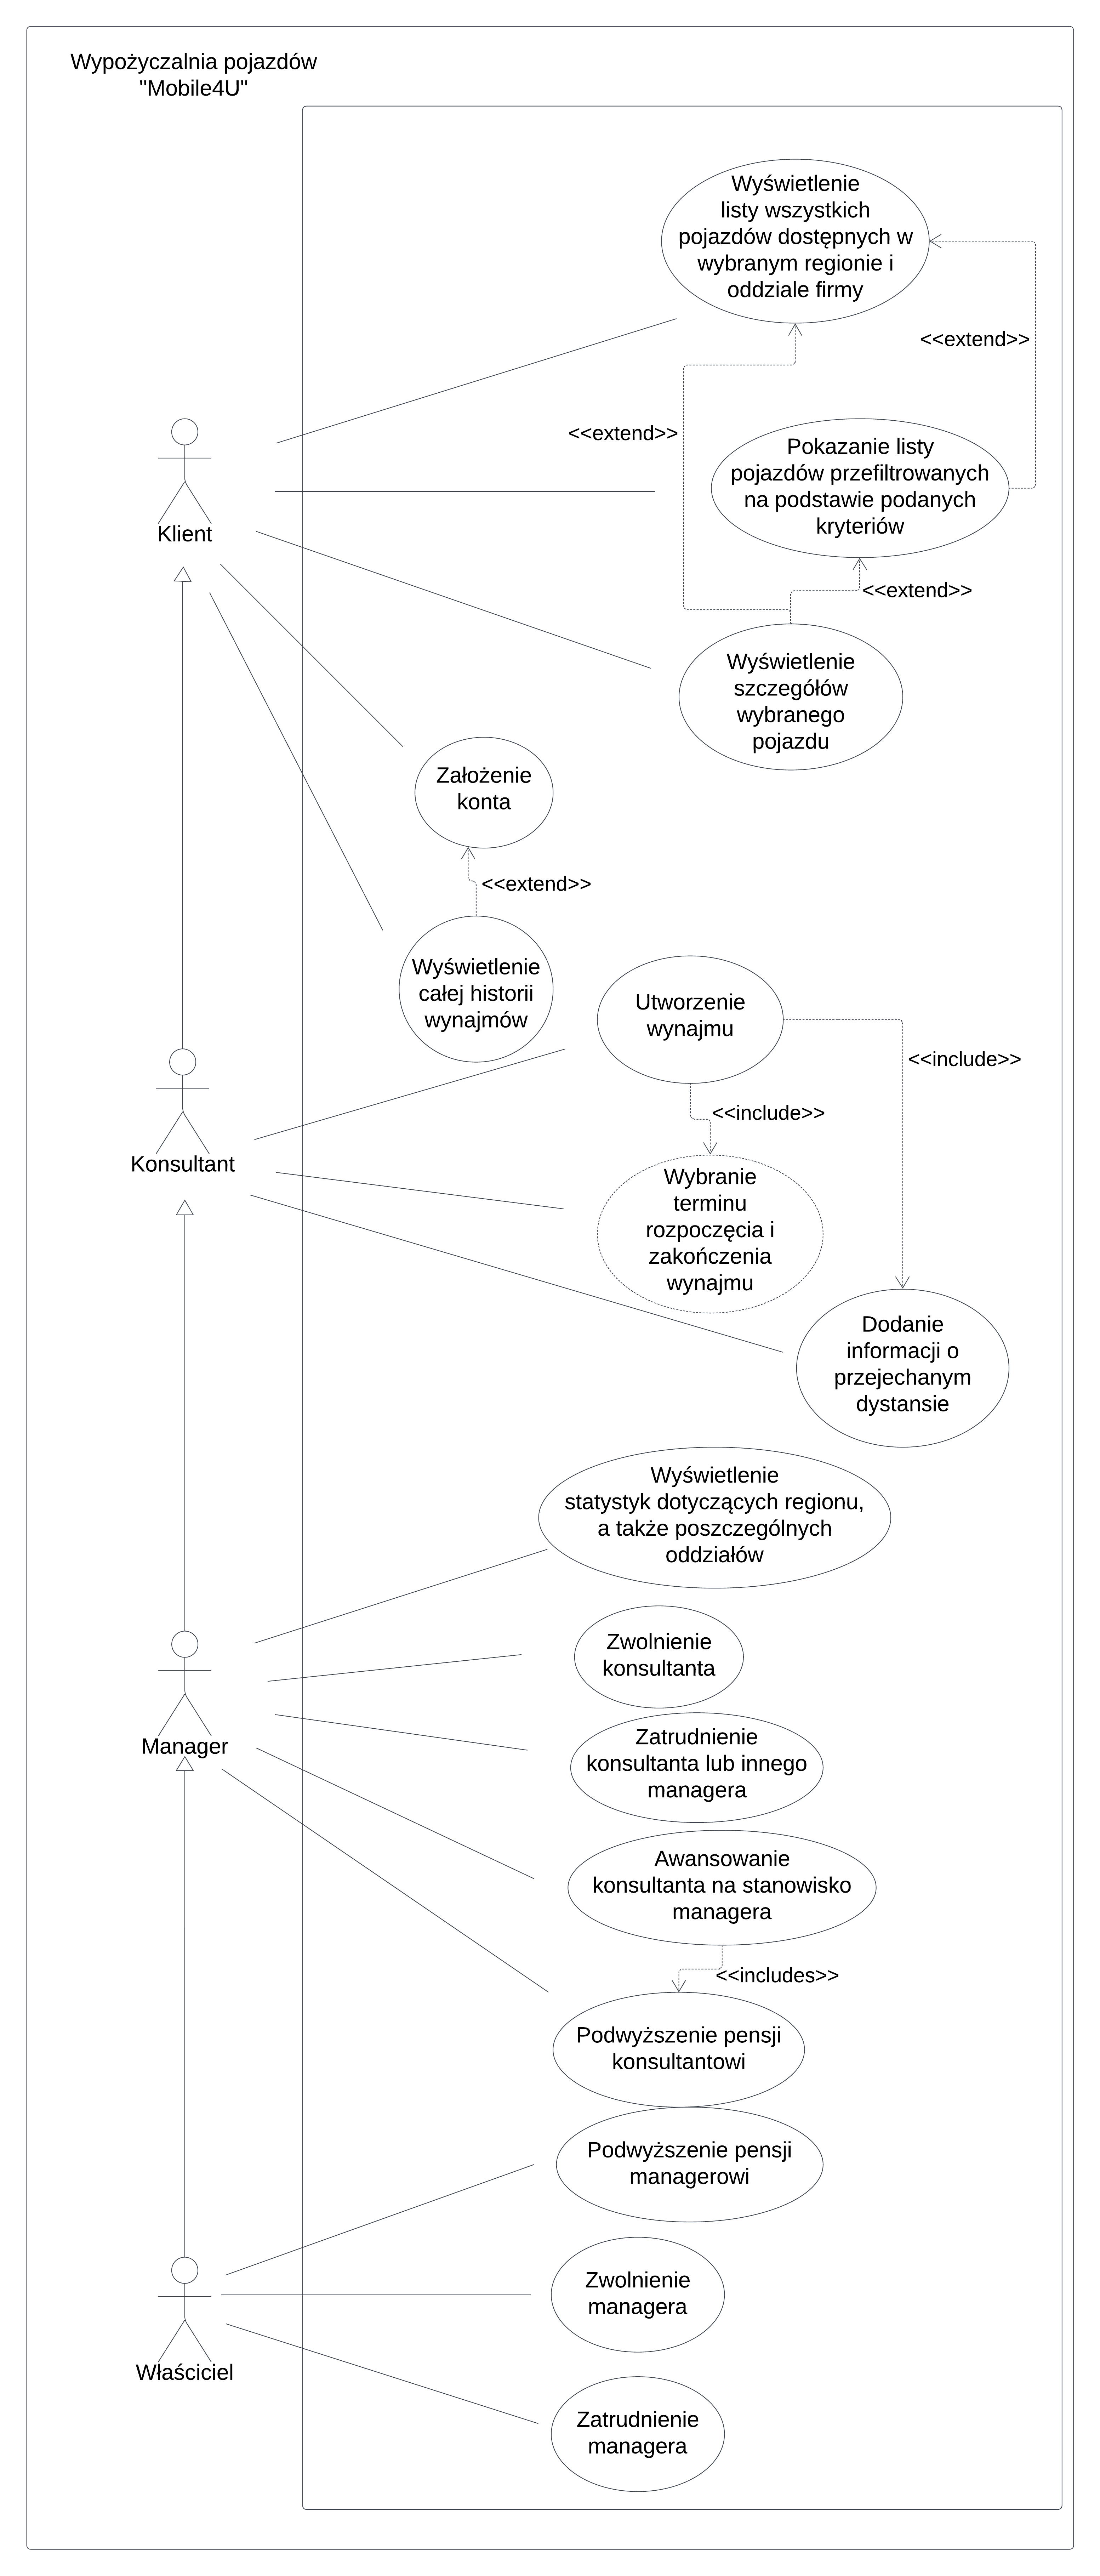 Wypożyczalnia pojazdów
"Mobile4U"
Wyświetlenie
listy wszystkich
pojazdów dostępnych w
wybranym regionie i
oddziale firmy
<<extend>>
<<extend>>
Pokazanie listy
pojazdów przefiltrowanych
na podstawie podanych
kryteriów
Klient
<<extend>>
Wyświetlenie
szczegółów
wybranego
pojazdu
Założenie
konta
<<extend>>
Wyświetlenie
całej historii
wynajmów
Utworzenie
wynajmu
<<include>>
<<include>>
Konsultant
Wybranie
terminu
rozpoczęcia i
zakończenia
wynajmu
Dodanie
informacji o
przejechanym
dystansie
Wyświetlenie
statystyk dotyczących regionu,
a także poszczególnych
oddziałów
Zwolnienie
konsultanta
Manager
Zatrudnienie
konsultanta lub innego
managera
Awansowanie
konsultanta na stanowisko
managera
<<includes>>
Podwyższenie pensji
konsultantowi
Podwyższenie pensji
managerowi
Zwolnienie
managera
Właściciel
Zatrudnienie
managera